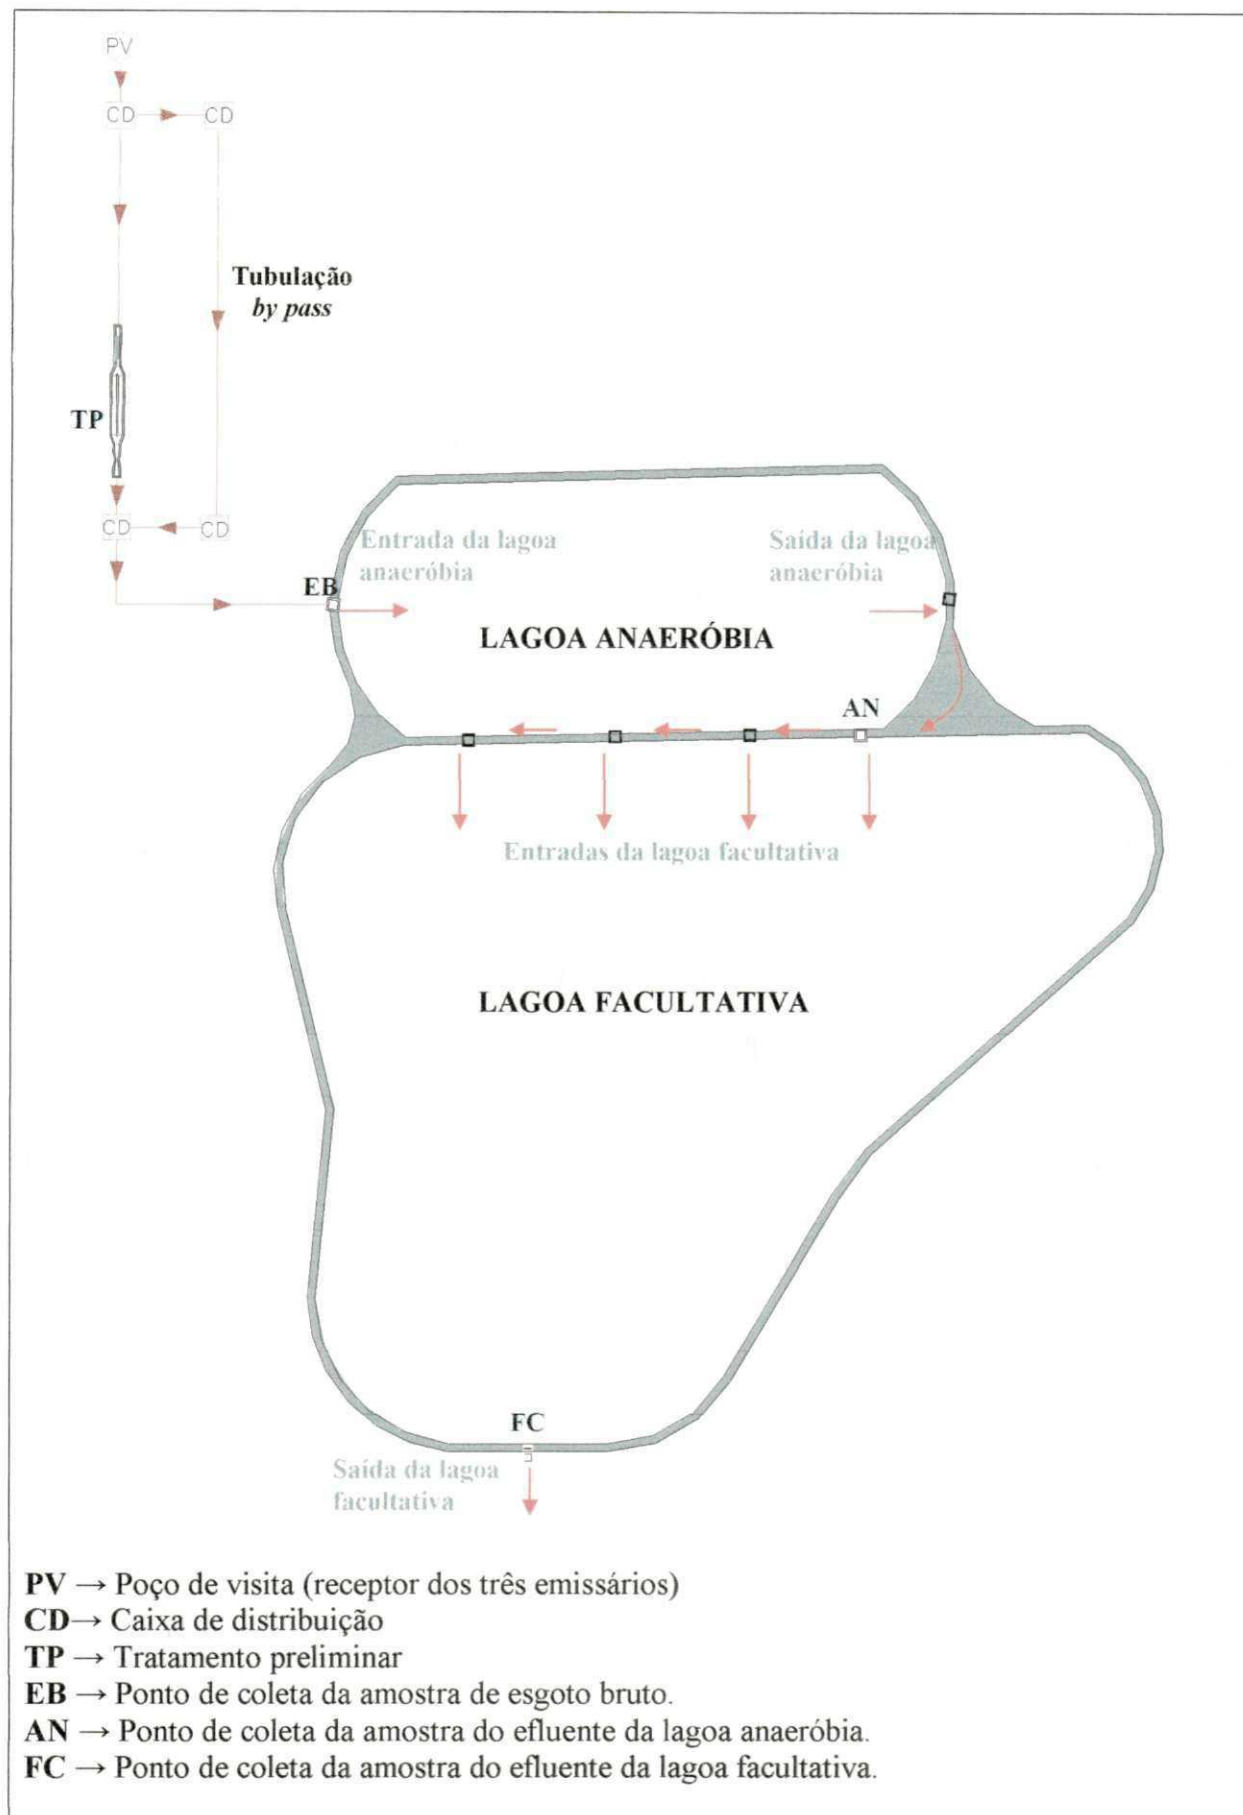 PV
CD
CD
Tubulação
by pass
TP
CD
CD
Entrada da lagoa
anaeróbia
Saída da lagoa
anaeróbia
EB
LAGOA ANAERÓBIA
AN
Entradas da lagoa facultativa
LAGOA FACULTATIVA
FC
Saída da lagoa
facultativa
PV → Poço de visita (receptor dos três emissários)
CD→ Caixa de distribuição
TP → Tratamento preliminar
EB → Ponto de coleta da amostra de esgoto bruto.
AN → Ponto de coleta da amostra do efluente da lagoa anaeróbia.
FC → Ponto de coleta da amostra do efluente da lagoa facultativa.